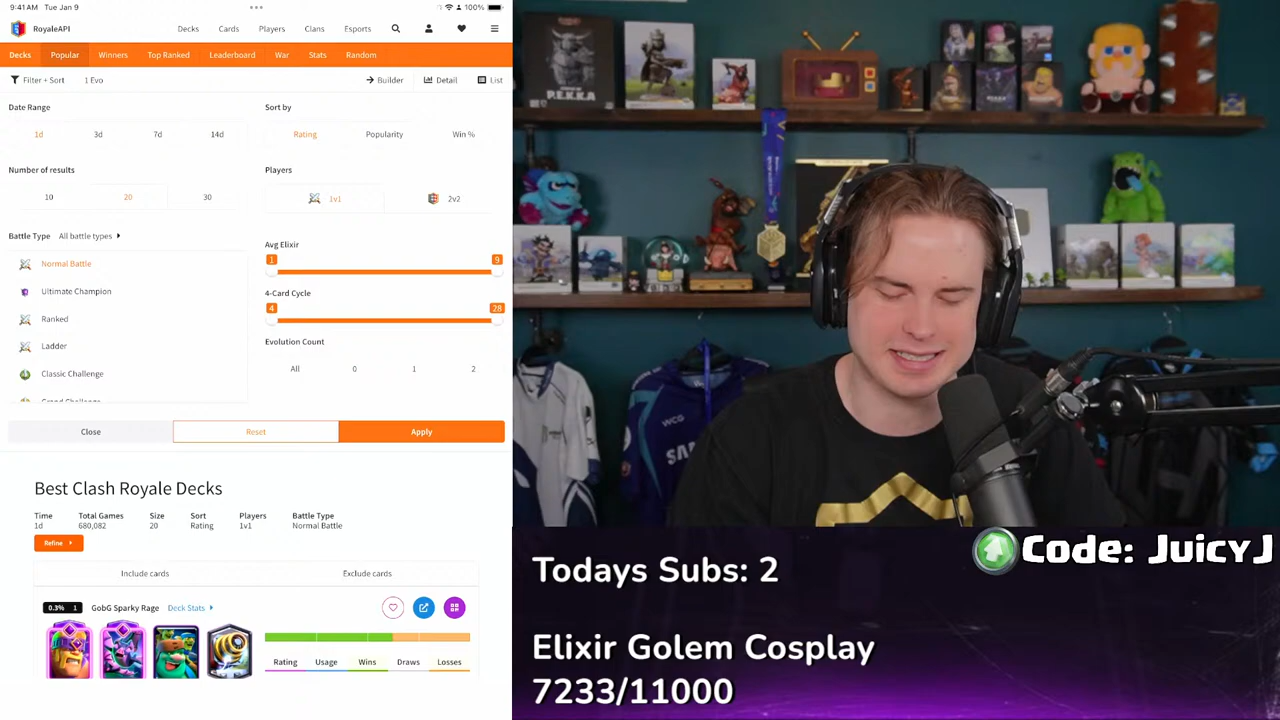 9:41AM Tue Jan 9
100%
RoyaleAPI
Decks Cards Players Clans Esports
Decks Popular Winners Top Ranked Leaderboard War Stats Random
Filter + Sort 1 Evo Builder Detail List
Date Range
1d 3d 7d 14d
Sort by
Rating Popularity Win %
Number of results
10 20 30
Players
1v1 2v2
Battle Type All battle types
Normal Battle
Ultimate Champion
Ranked
Ladder
Classic Challenge
Grand Challenge
Avg Elixir
1 9
4-Card Cycle
4 28
Evolution Count
All 0 1 2
Close Reset Apply
Best Clash Royale Decks
Time Total Games Size Sort Players Battle Type
1d 680,082 20 Rating 1v1 Normal Battle
Refine
Include cards Exclude cards
0.3% 1 GobG Sparky Rage Deck Stats
Rating Usage Wins Draws Losses
P.E.K.K.A
WCG
Code: JuicyJ
Todays Subs: 2
Elixir Golem Cosplay
7233/11000